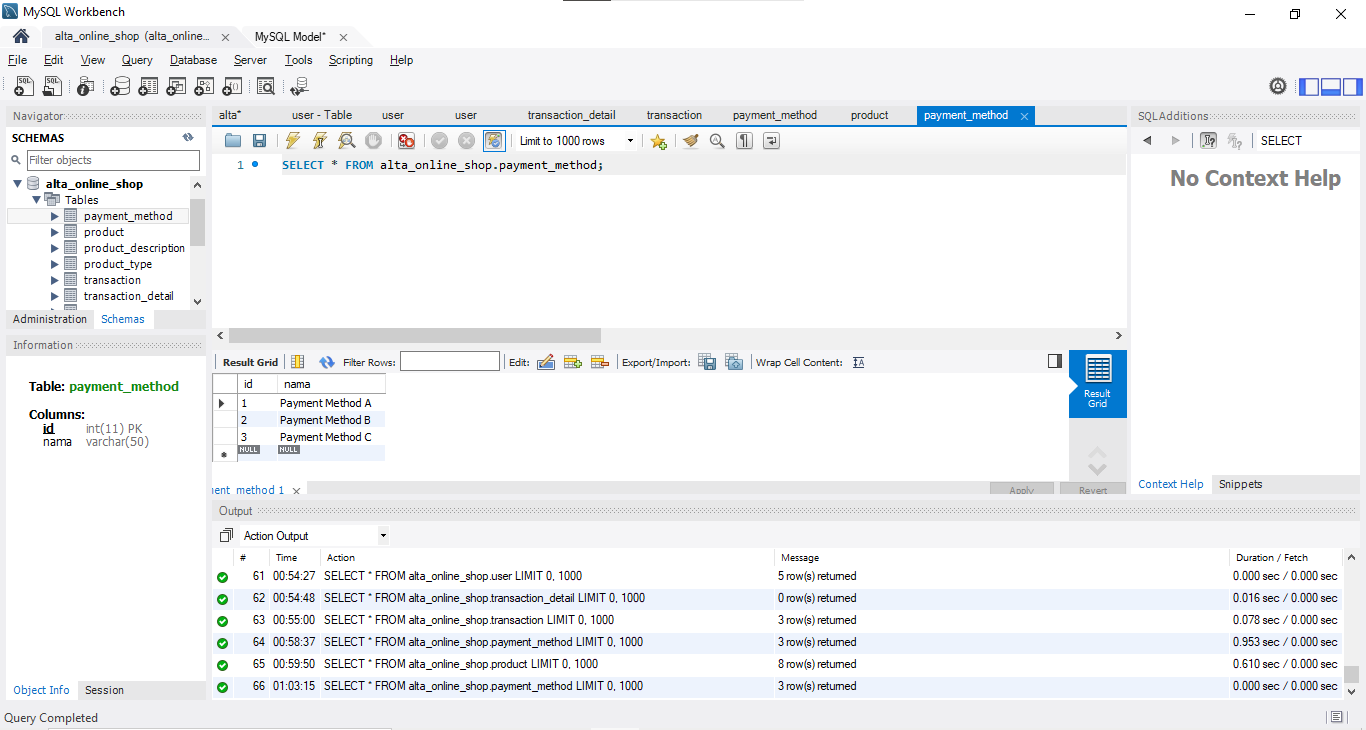 MySQL Workbench
alta_online_shop (alta_online...
MySQL Model*
File Edit View Query Database Server Tools Scripting Help
Navigator
SCHEMAS
Filter objects
alta_online_shop
Tables
payment_method
product
product_description
product_type
transaction
transaction_detail
Administration Schemas
Information
Table: payment_method
Columns:
id int(11) PK
nama varchar(50)
Object Info Session
alta* user - Table user user transaction_detail transaction payment_method product payment_method
Limit to 1000 rows
1 SELECT * FROM alta_online_shop.payment_method;
Result Grid Filter Rows: Edit: Export/Import: Wrap Cell Content:
id nama
1 Payment Method A
2 Payment Method B
3 Payment Method C
NULL NULL
Result
Grid
ment_method 1
Apply Revert
SQLAdditions
SELECT
No Context Help
Context Help Snippets
Output
Action Output
# Time Action Message Duration / Fetch
61 00:54:27 SELECT * FROM alta_online_shop.user LIMIT 0, 1000 5 row(s) returned 0.000 sec / 0.000 sec
62 00:54:48 SELECT * FROM alta_online_shop.transaction_detail LIMIT 0, 1000 0 row(s) returned 0.016 sec / 0.000 sec
63 00:55:00 SELECT * FROM alta_online_shop.transaction LIMIT 0, 1000 3 row(s) returned 0.078 sec / 0.000 sec
64 00:58:37 SELECT * FROM alta_online_shop.payment_method LIMIT 0, 1000 3 row(s) returned 0.953 sec / 0.000 sec
65 00:59:50 SELECT * FROM alta_online_shop.product LIMIT 0, 1000 8 row(s) returned 0.610 sec / 0.000 sec
66 01:03:15 SELECT * FROM alta_online_shop.payment_method LIMIT 0, 1000 3 row(s) returned 0.000 sec / 0.000 sec
Query Completed